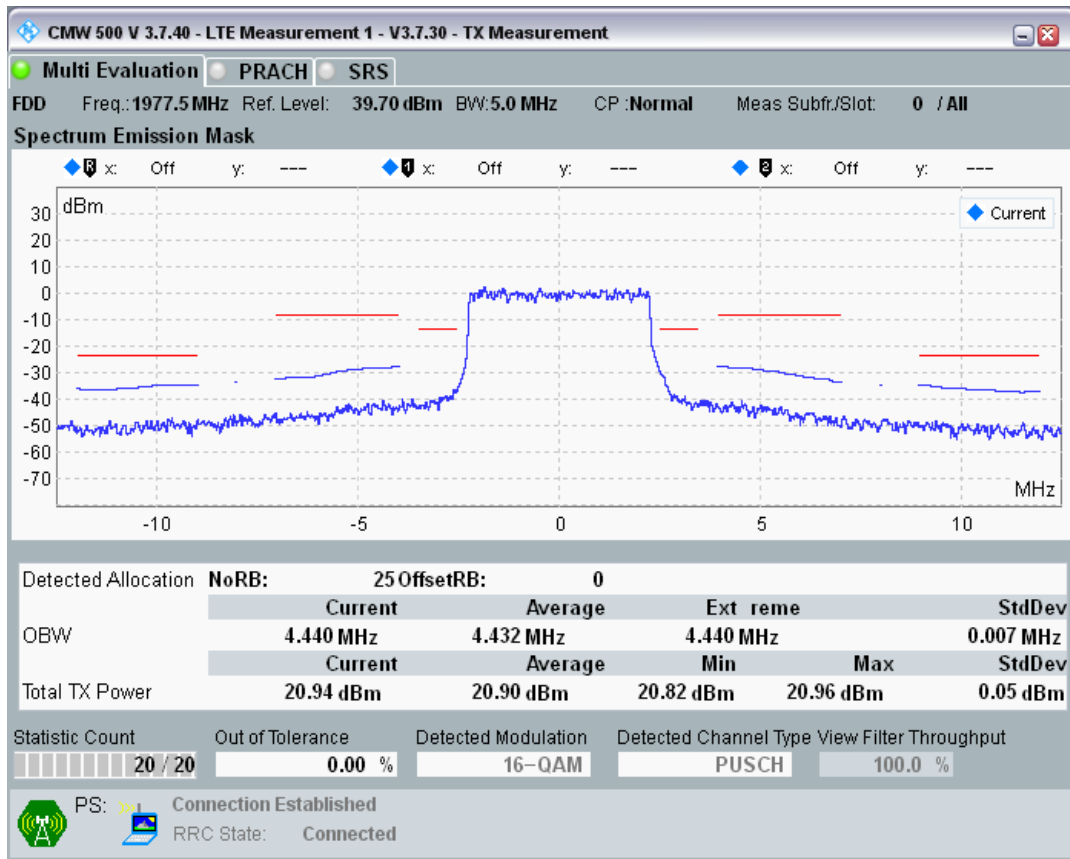 CMW 500 V 3.7.40 - LTE Measurement 1 - V3.7.30 - TX Measurement
Multi Evaluation PRACH SRS
FDD Freq.:1977.5 MHz Ref. Level: 39.70 dBm BW:5.0 MHz CP :Normal Meas Subfr./Slot: 0 / All
Spectrum Emission Mask
R x: Off y: --- 1 x: Off y: --- 2 x: Off y: ---
dBm
Current
30
20
10
0
-10
-20
-30
-40
-50
-60
-70
MHz
-10 -5 0 5 10
Detected Allocation NoRB: 25 OffsetRB: 0
Current Average Ext reme StdDev
OBW 4.440 MHz 4.432 MHz 4.440 MHz 0.007 MHz
Current Average Min Max StdDev
Total TX Power 20.94 dBm 20.90 dBm 20.82 dBm 20.96 dBm 0.05 dBm
Statistic Count Out of Tolerance Detected Modulation Detected Channel Type View Filter Throughput
20 / 20 0.00 % 16-QAM PUSCH 100.0 %
PS: Connection Established
RRC State: Connected